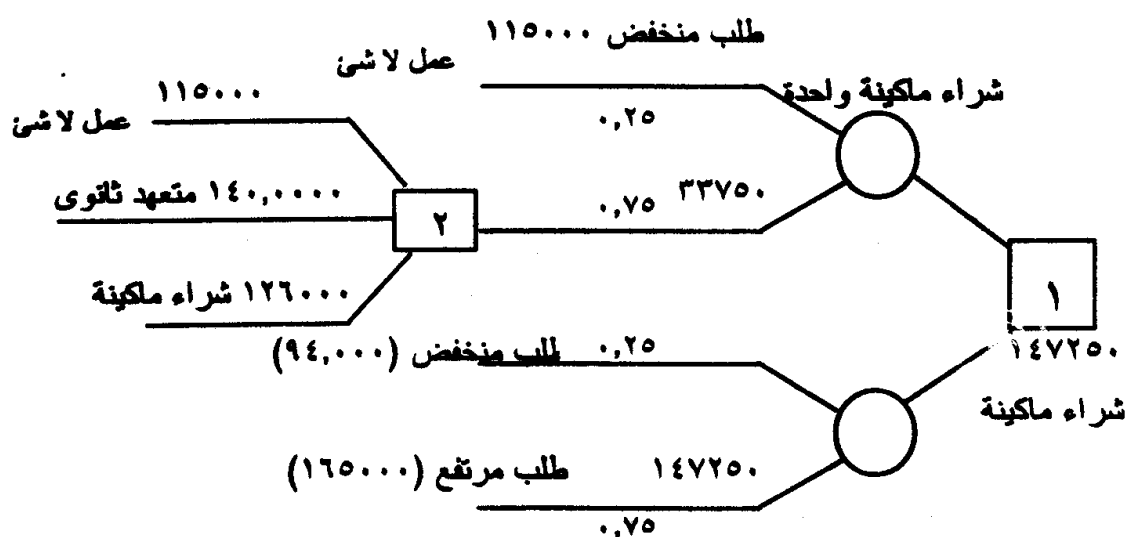 طلب منخفض ١١٥٠٠٠
عمل لا شئ
شراء ماكينة واحدة
١١٥٠٠٠
عمل لا شئ
٠,٢٥
١٤٠,٠٠٠٠ متعهد ثانوى
٢
٠,٧٥
٣٣٧٥٠
١
١٢٦٠٠٠ شراء ماكينة
طلب منخفض (٩٤,٠٠٠)
٠,٢٥
١٤٧٢٥٠
شراء ماكينة
طلب مرتفع (١٦٥٠٠٠)
١٤٧٢٥٠
٠,٧٥